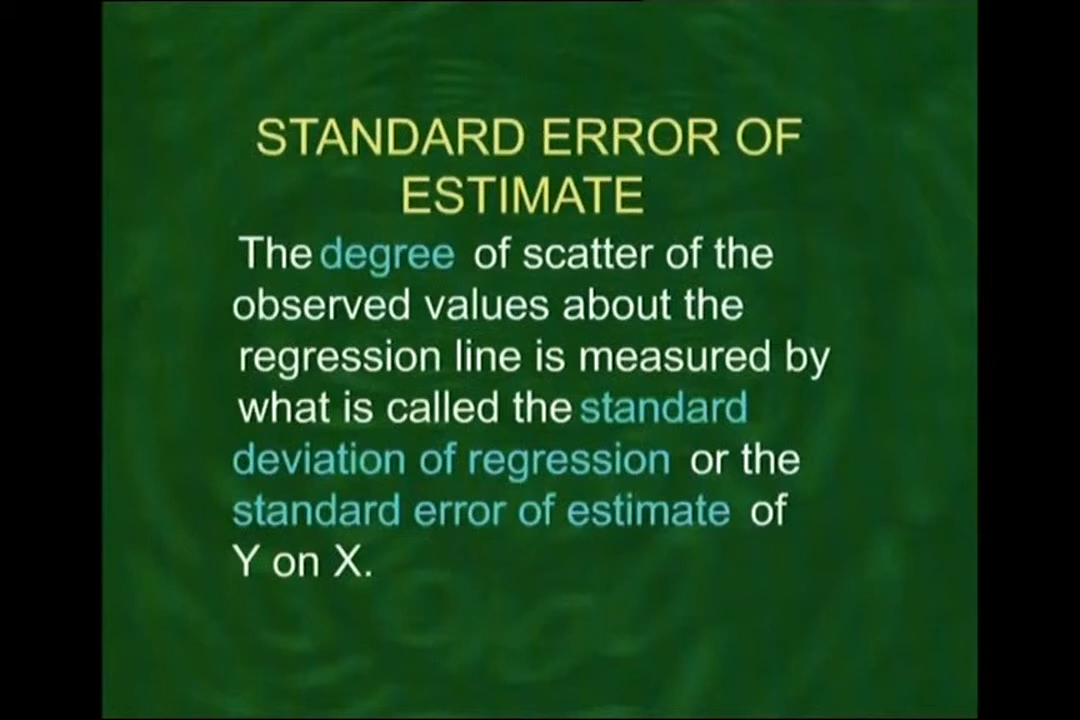 STANDARD ERROR OF
ESTIMATE
The degree of scatter of the
observed values about the
regression line is measured by
what is called the standard
deviation of regression or the
standard error of estimate of
Y on X.